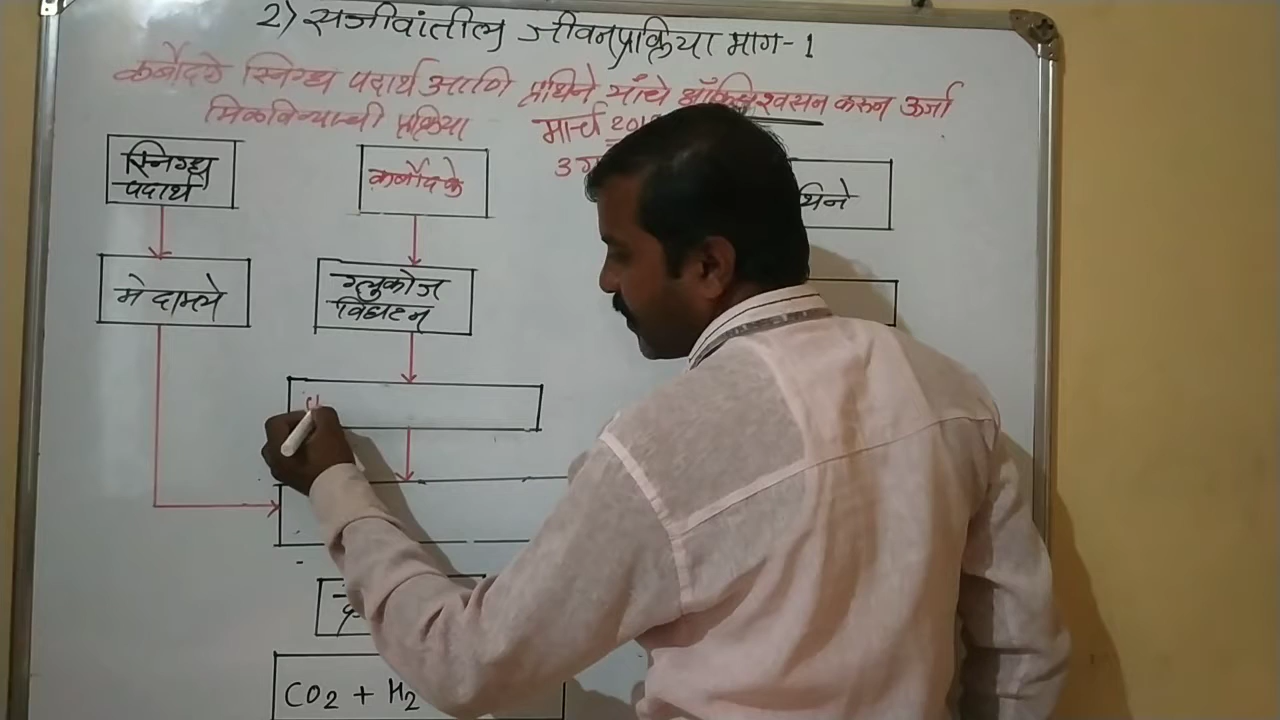 2) सजीवांतील जीवनप्रक्रिया भाग-1
कर्बोदके स्निग्ध पदार्थ आणि प्रथिने यांचे ऑक्सिश्वसन करून ऊर्जा
मिळविन्याची प्रक्रिया मार्च
3
स्निग्ध
पदार्थ
कर्बोदके
थिने
मेदाम्ले
ग्लुकोज
विघटन
CO2 + H2